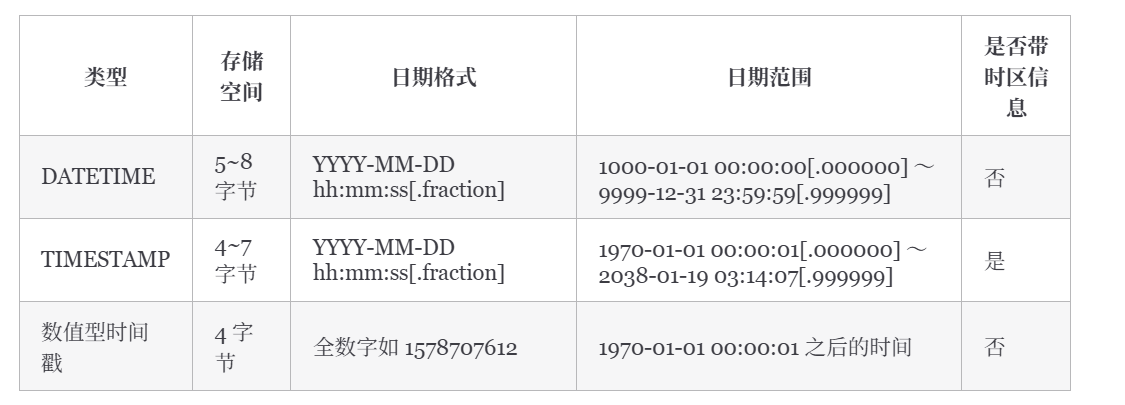 类型
存储
空间
日期格式
日期范围
是否带
时区信
息
DATETIME
5~8
字节
YYYY-MM-DD
hh:mm:ss[.fraction]
1000-01-01 00:00:00[.000000] ～
9999-12-31 23:59:59[.999999]
否
TIMESTAMP
4~7
字节
YYYY-MM-DD
hh:mm:ss[.fraction]
1970-01-01 00:00:01[.000000] ～
2038-01-19 03:14:07[.999999]
是
数值型时间
戳
4 字
节
全数字如 1578707612
1970-01-01 00:00:01 之后的时间
否